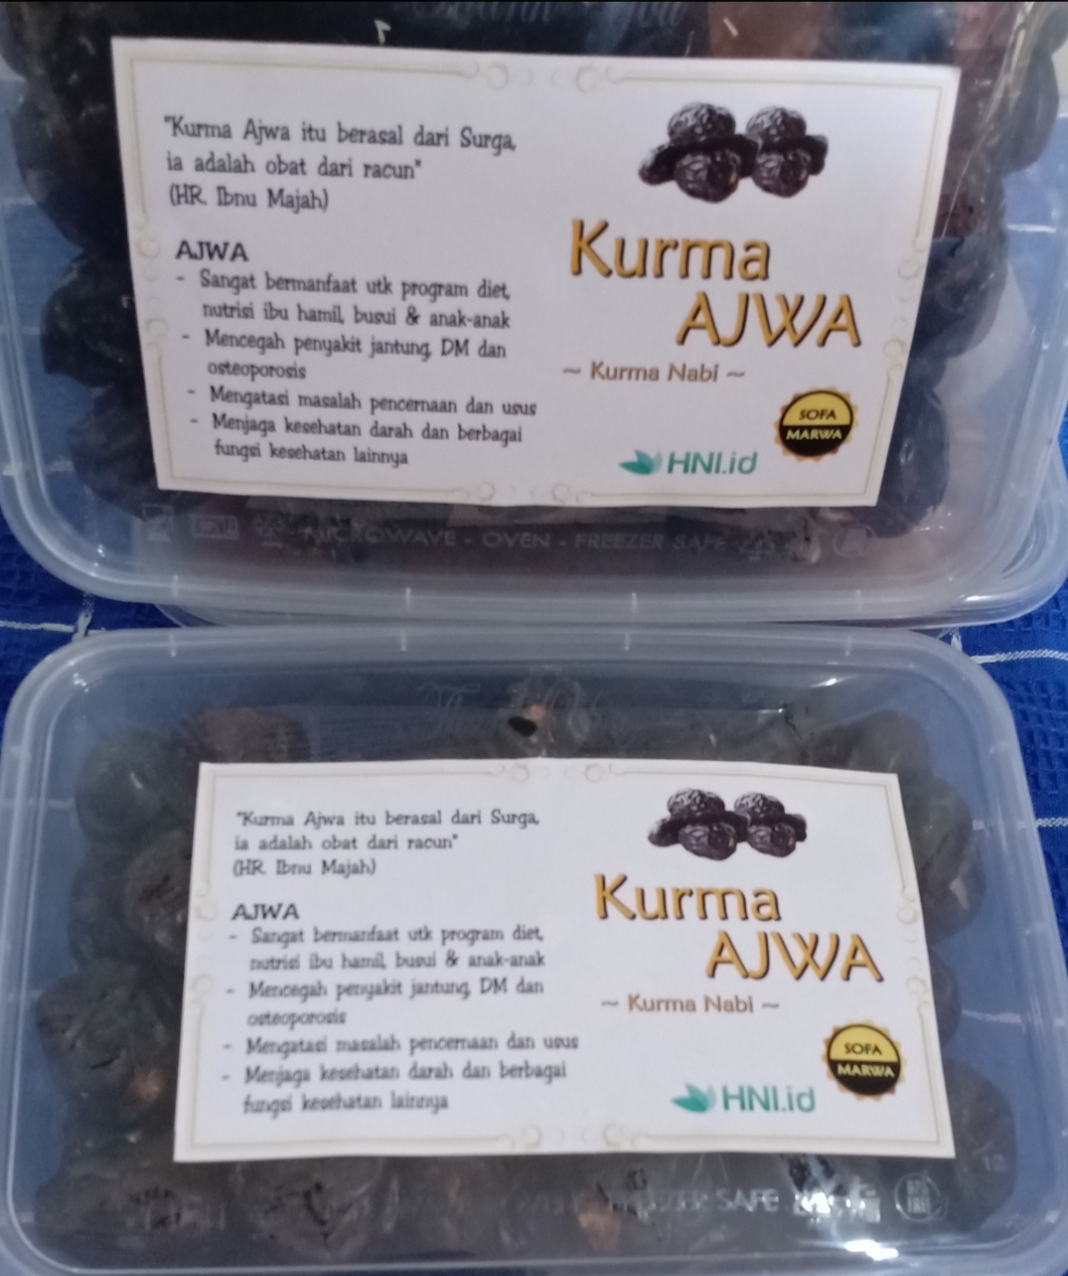 "Kurma Ajwa itu berasal dari Surga,
ia adalah obat dari racun"
(HR. Ibnu Majah)
AJWA
- Sangat bermanfaat utk program diet,
nutrisi ibu hamil, busui & anak-anak
- Mencegah penyakit jantung, DM dan
osteoporosis
- Mengatasi masalah pencernaan dan usus
- Menjaga kesehatan darah dan berbagai
fungsi kesehatan lainnya
Kurma
AJWA
~ Kurma Nabi ~
SOFA
MARWA
HNI.id
MICROWAVE - OVEN - FREEZER SAFE
"Kurma Ajwa itu berasal dari Surga,
ia adalah obat dari racun"
(HR. Ibnu Majah)
AJWA
- Sangat bermanfaat utk program diet,
nutrisi ibu hamil, busui & anak-anak
- Mencegah penyakit jantung, DM dan
osteoporosis
- Mengatasi masalah pencernaan dan usus
- Menjaga kesehatan darah dan berbagai
fungsi kesehatan lainnya
Kurma
AJWA
~ Kurma Nabi ~
SOFA
MARWA
HNI.id
SAFE